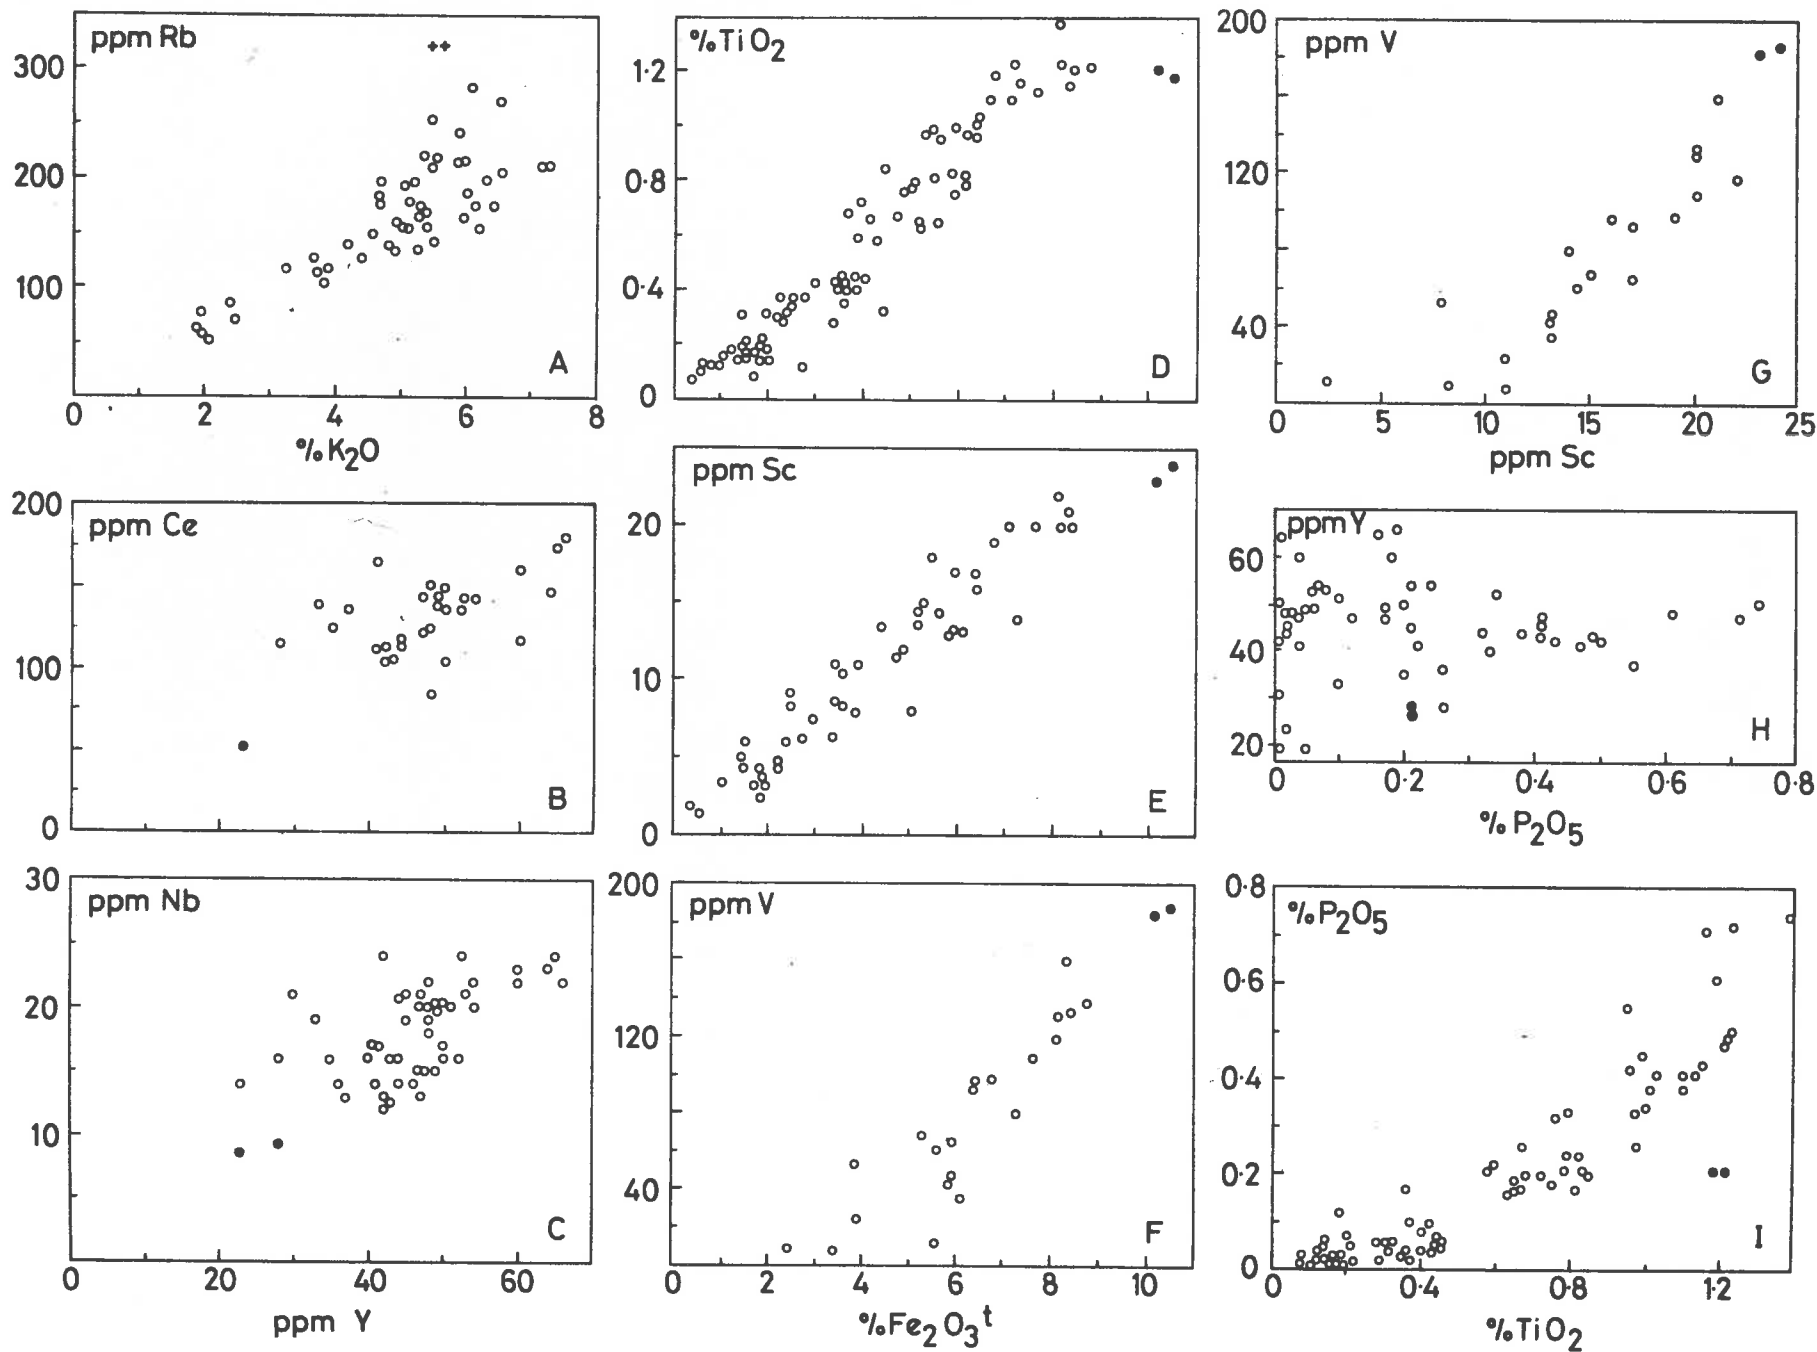 ppm Rb
300
200
100
0 2 4 6 8
%K2O
A
ppm Ce
200
100
0
B
ppm Nb
30
20
10
0 20 40 60
ppm Y
C
%TiO2
1·2
0·8
0·4
0
D
ppm Sc
20
10
0
E
ppm V
200
120
40
0 2 4 6 8 10
%Fe2O3t
F
ppm V
200
120
40
0 5 10 15 20 25
ppm Sc
G
ppm Y
60
40
20
0 0·2 0·4 0·6 0·8
%P2O5
H
%P2O5
0·8
0·6
0·4
0·2
0
0 0·4 0·8 1·2
%TiO2
I